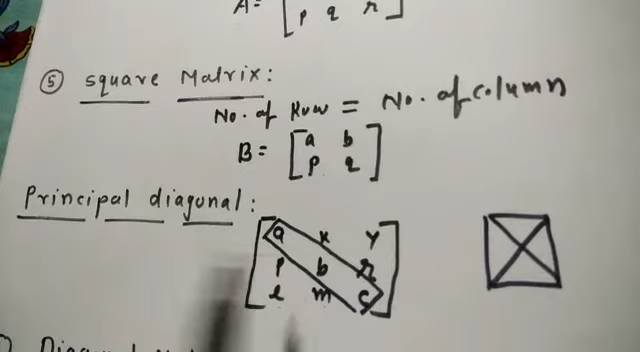 A = [
p q r ]
⑤ square Matrix:
No. of Row = No. of column
B = [ a b
p q ]
Principal diagonal:
[ a x y
p b r
l m c ]